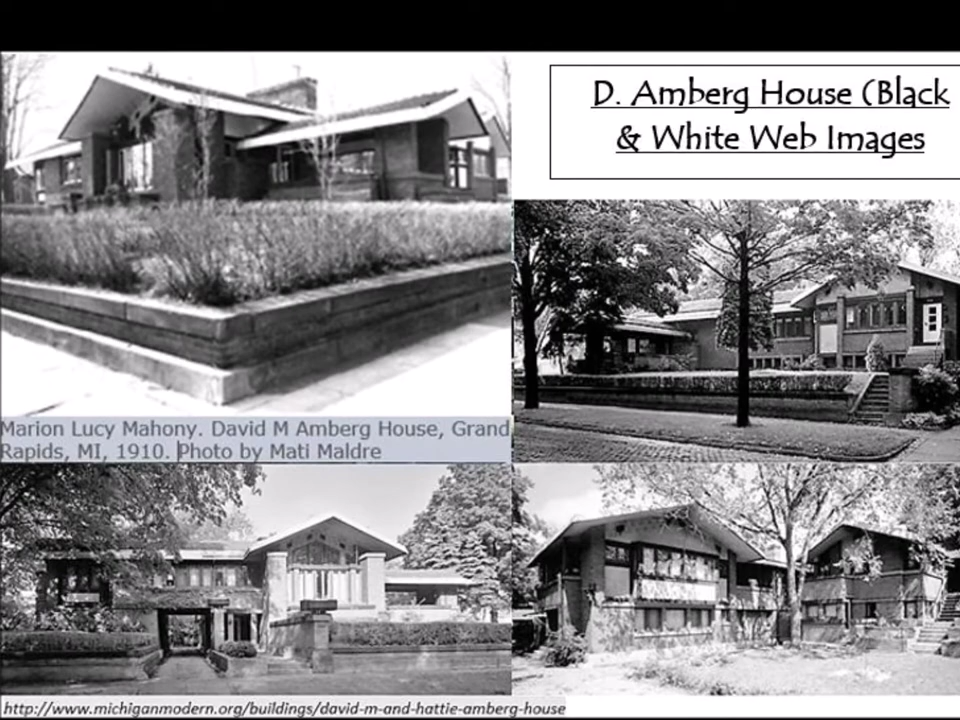 D. Amberg House (Black
& White Web Images
Marion Lucy Mahony. David M Amberg House, Grand
Rapids, MI, 1910. Photo by Mati Maldre
http://www.michiganmodern.org/buildings/david-m-and-hattie-amberg-house